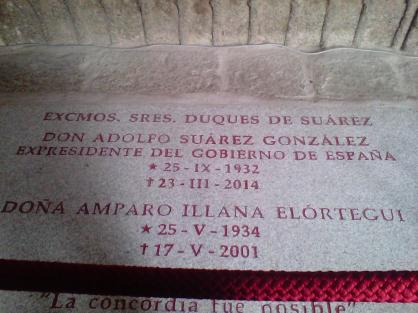 EXCMOS. SRES. DUQUES DE SUÁREZ
DON ADOLFO SUÁREZ GONZÁLEZ
EXPRESIDENTE DEL GOBIERNO DE ESPAÑA
★ 25 - IX - 1932
† 23 - III - 2014
DOÑA AMPARO ILLANA ELÓRTEGUI
★ 25 - V - 1934
† 17 - V - 2001
"La concordia fue posible"